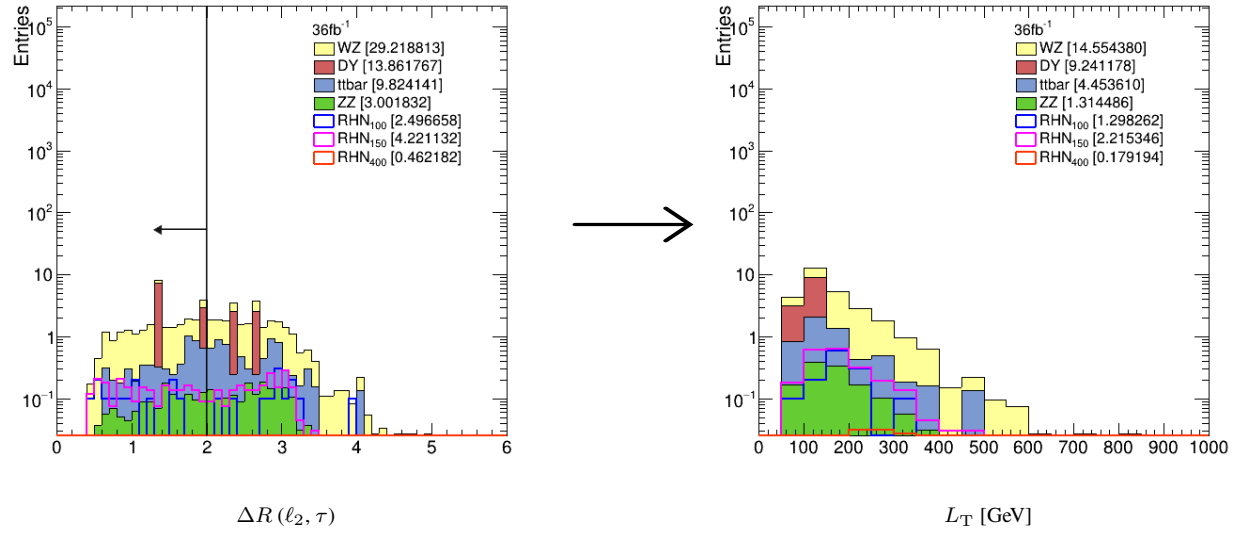 Entries
10⁵
10⁴
10³
10²
10
1
10⁻¹
36fb⁻¹
WZ [29.218813]
DY [13.861767]
ttbar [9.824141]
ZZ [3.001832]
RHN₁₀₀ [2.496658]
RHN₁₅₀ [4.221132]
RHN₄₀₀ [0.462182]
0 1 2 3 4 5 6
ΔR (ℓ₂, τ)
Entries
10⁵
10⁴
10³
10²
10
1
10⁻¹
36fb⁻¹
WZ [14.554380]
DY [9.241178]
ttbar [4.453610]
ZZ [1.314486]
RHN₁₀₀ [1.298262]
RHN₁₅₀ [2.215346]
RHN₄₀₀ [0.179194]
0 100 200 300 400 500 600 700 800 900 1000
L_T [GeV]